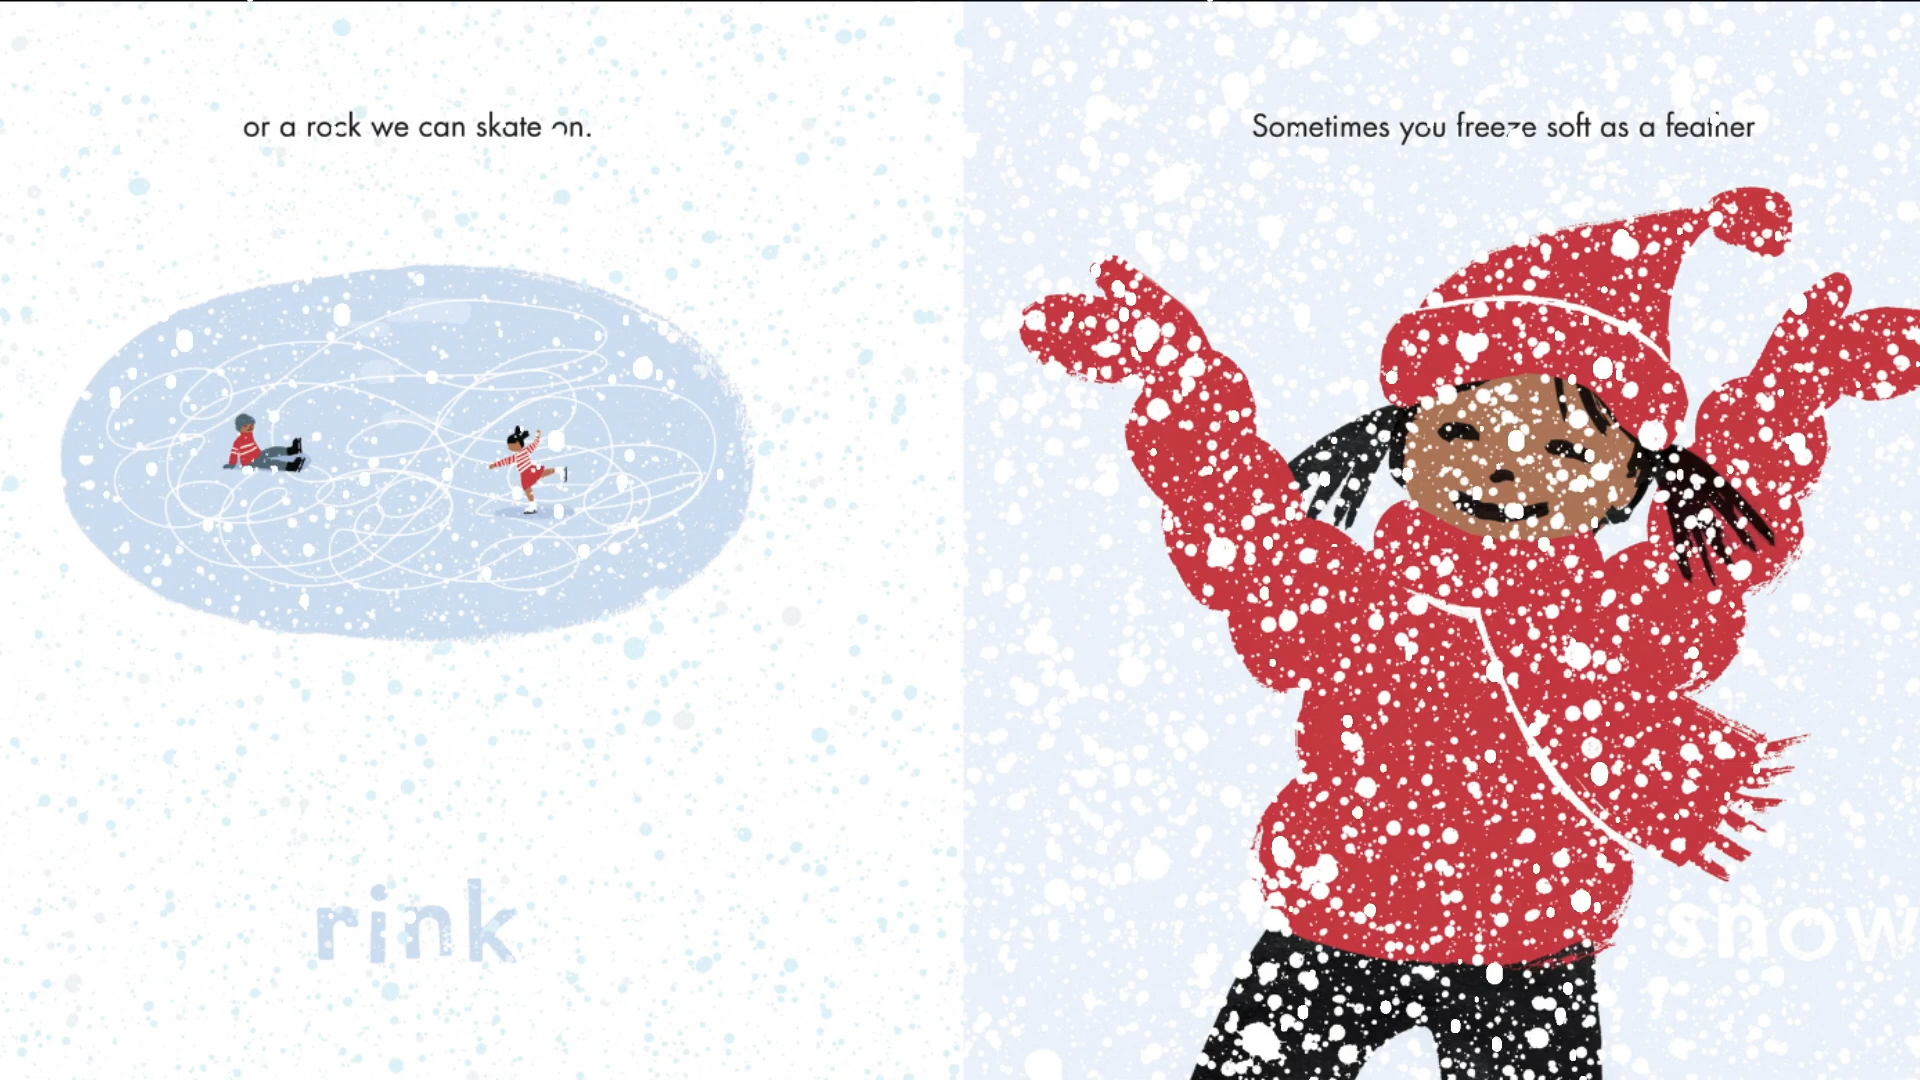 or a rock we can skate on.
rink
Sometimes you freeze soft as a feather
snow